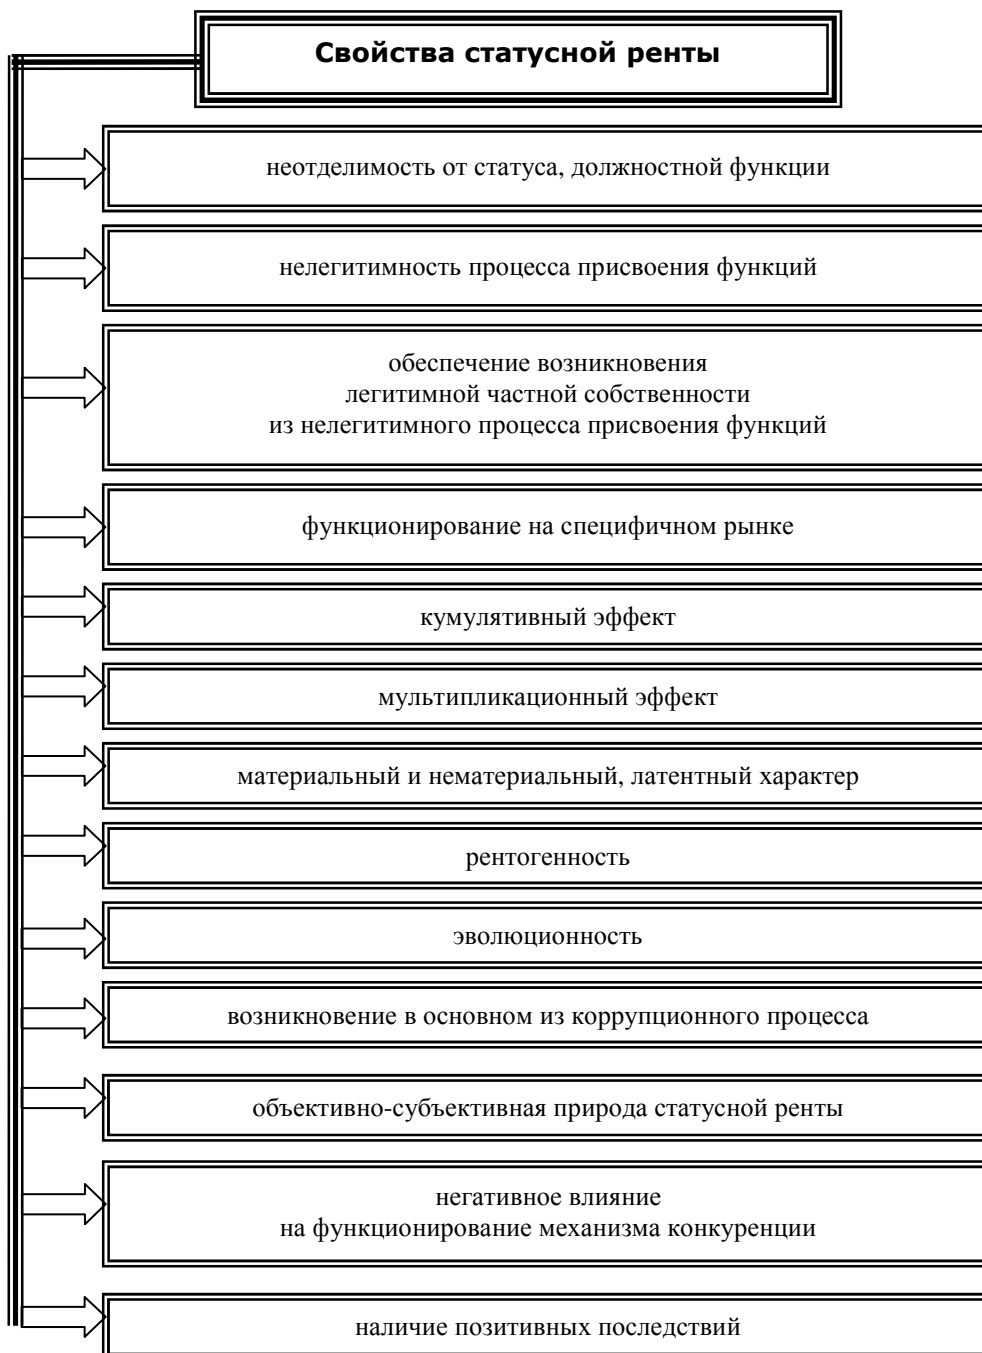 Свойства статусной ренты
неотделимость от статуса, должностной функции
нелегитимность процесса присвоения функций
обеспечение возникновения
легитимной частной собственности
из нелегитимного процесса присвоения функций
функционирование на специфичном рынке
кумулятивный эффект
мультипликационный эффект
материальный и нематериальный, латентный характер
рентогенность
эволюционность
возникновение в основном из коррупционного процесса
объективно-субъективная природа статусной ренты
негативное влияние
на функционирование механизма конкуренции
наличие позитивных последствий